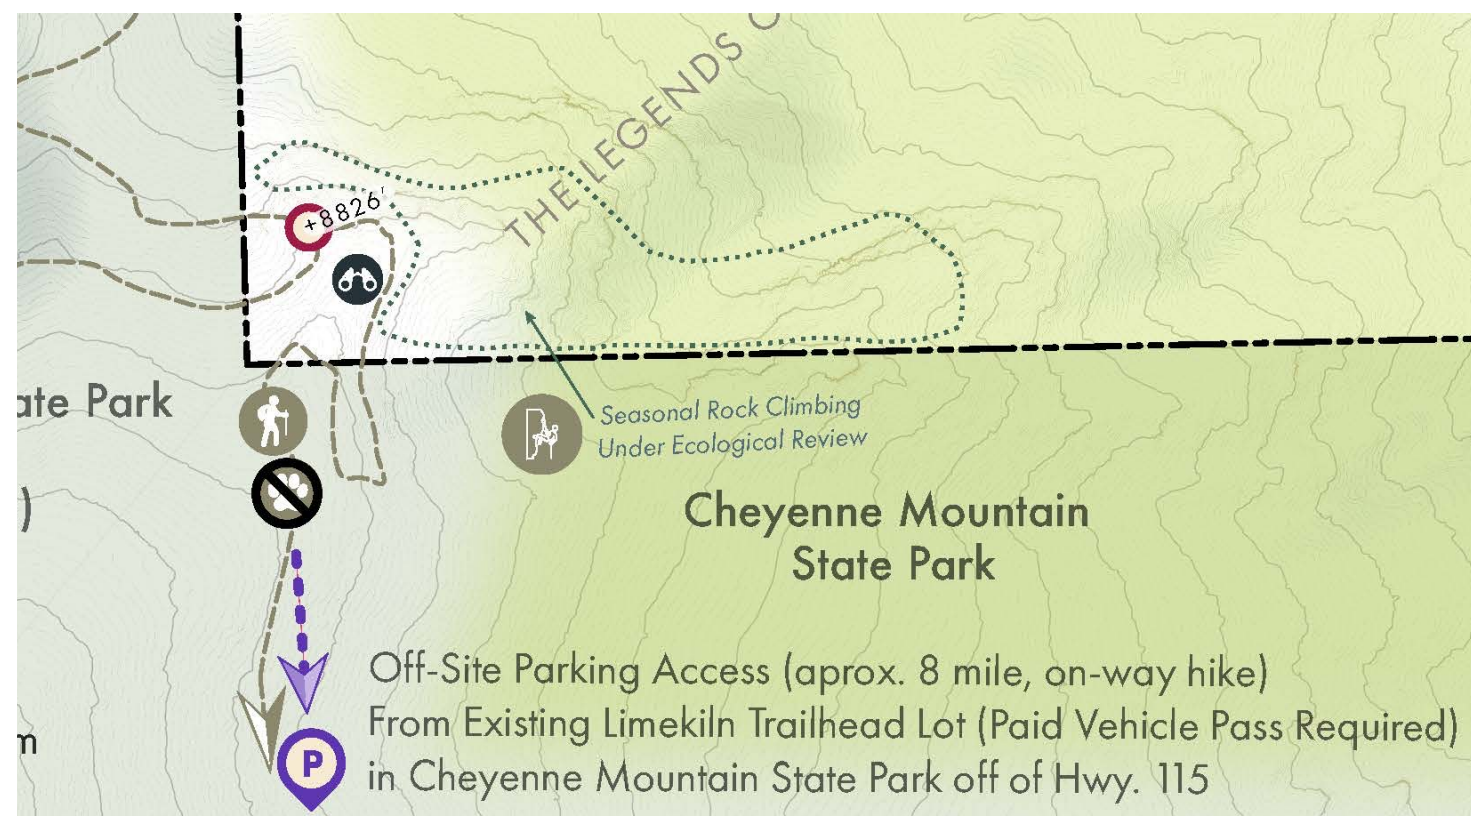 THE LEGENDS O
+8826'
ate Park
Seasonal Rock Climbing
Under Ecological Review
)
Cheyenne Mountain
State Park
Off-Site Parking Access (aprox. 8 mile, on-way hike)
m
From Existing Limekiln Trailhead Lot (Paid Vehicle Pass Required)
P
in Cheyenne Mountain State Park off of Hwy. 115